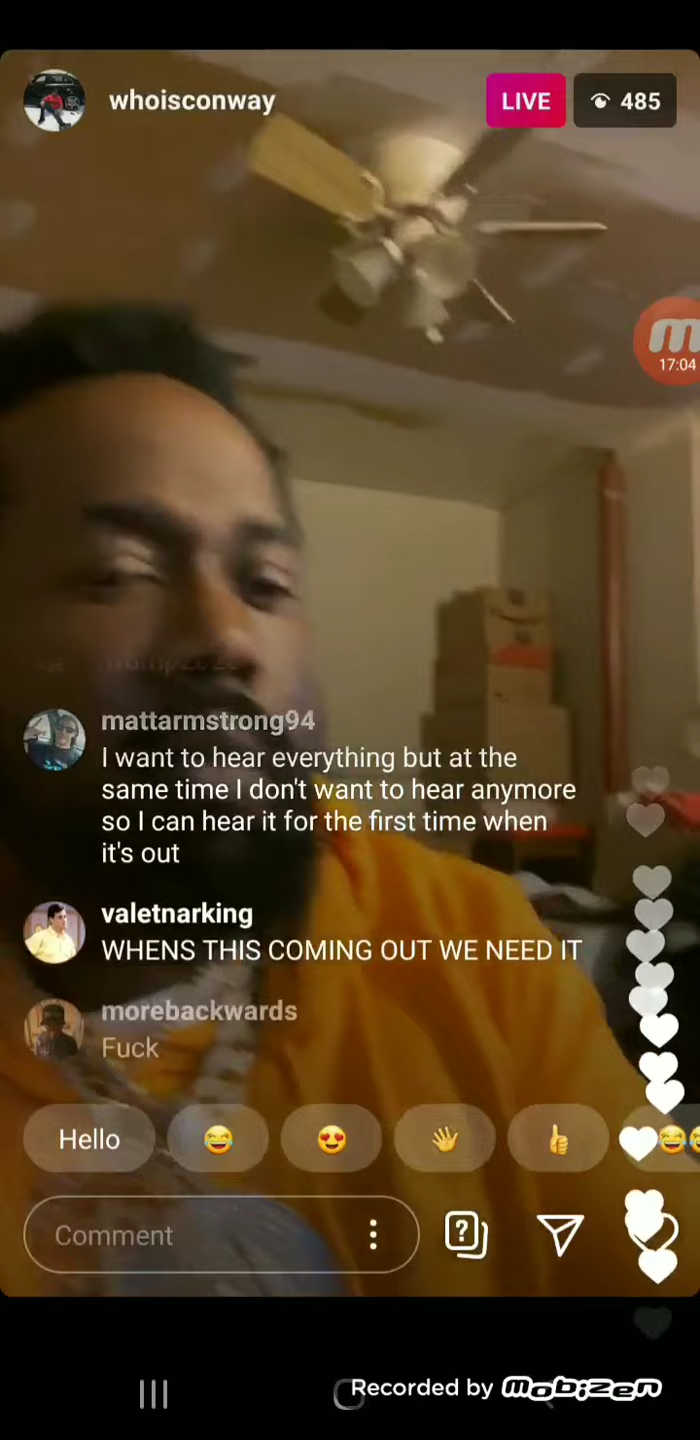 whoisconway
LIVE
485
m
17:04
mattarmstrong94
I want to hear everything but at the
same time I don't want to hear anymore
so I can hear it for the first time when
it's out
valetnarking
WHENS THIS COMING OUT WE NEED IT
morebackwards
Fuck
Hello
Comment
?
Recorded by mobizen